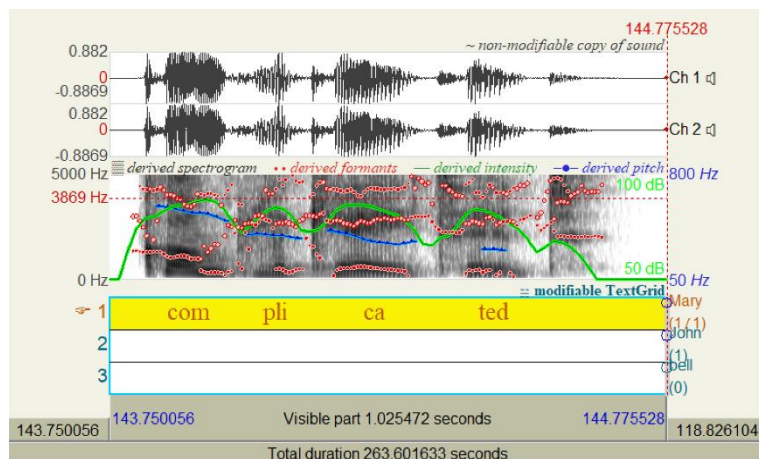 144.775528
~ non-modifiable copy of sound
0.882
0
-0.8869
Ch 1
0.882
0
-0.8869
Ch 2
derived spectrogram derived formants derived intensity derived pitch
5000 Hz 100 dB 800 Hz
3869 Hz
0 Hz 50 dB 50 Hz
modifiable TextGrid
1 com pli ca ted Mary
(1 / 1)
2 John
(1)
3 bell
(0)
143.750056 Visible part 1.025472 seconds 144.775528
143.750056 118.826104
Total duration 263.601633 seconds